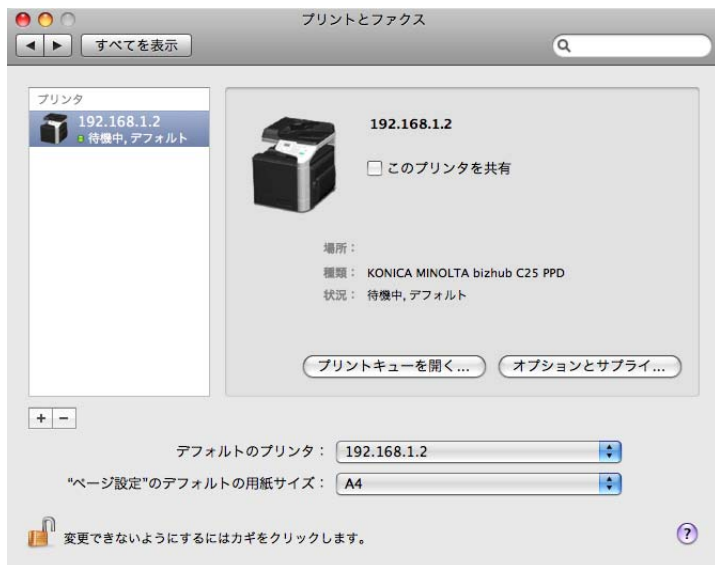 プリントとファクス
すべてを表示
プリンタ
192.168.1.2
待機中, デフォルト
192.168.1.2
このプリンタを共有
場所：
種類： KONICA MINOLTA bizhub C25 PPD
状況： 待機中, デフォルト
プリントキューを開く... オプションとサプライ...
+ −
デフォルトのプリンタ： 192.168.1.2
"ページ設定"のデフォルトの用紙サイズ： A4
変更できないようにするにはカギをクリックします。 ?